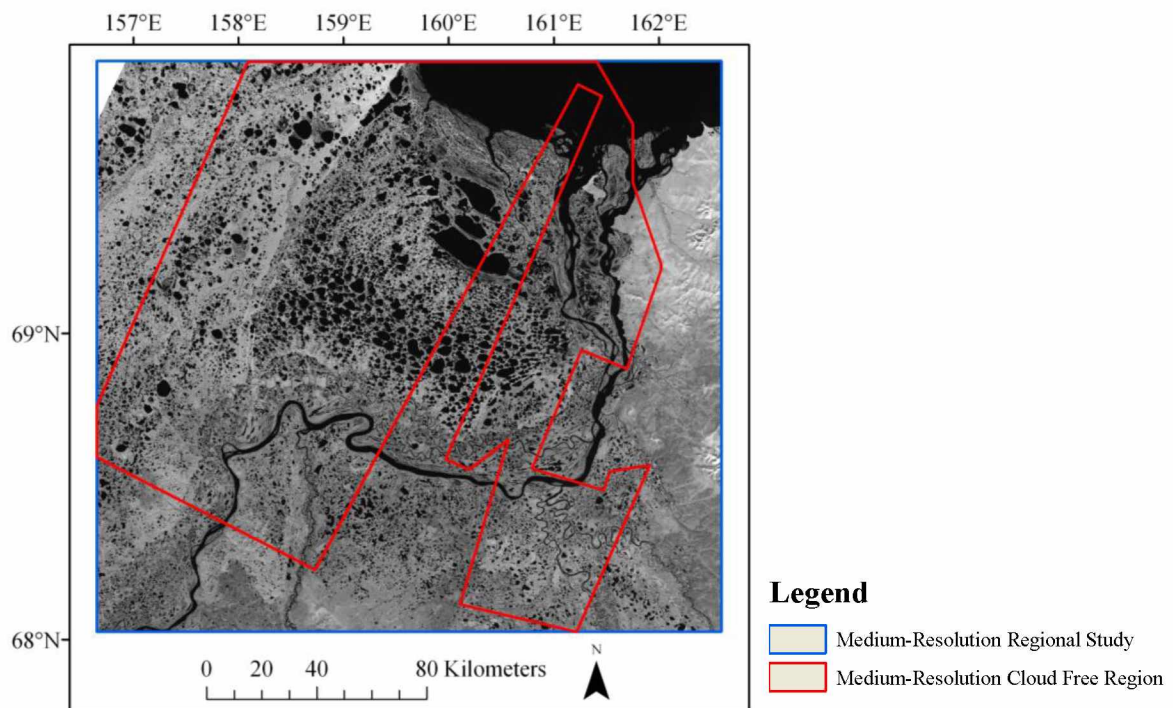 157°E 158°E 159°E 160°E 161°E 162°E
69°N
68°N
0 20 40 80 Kilometers
N
Legend
Medium-Resolution Regional Study
Medium-Resolution Cloud Free Region